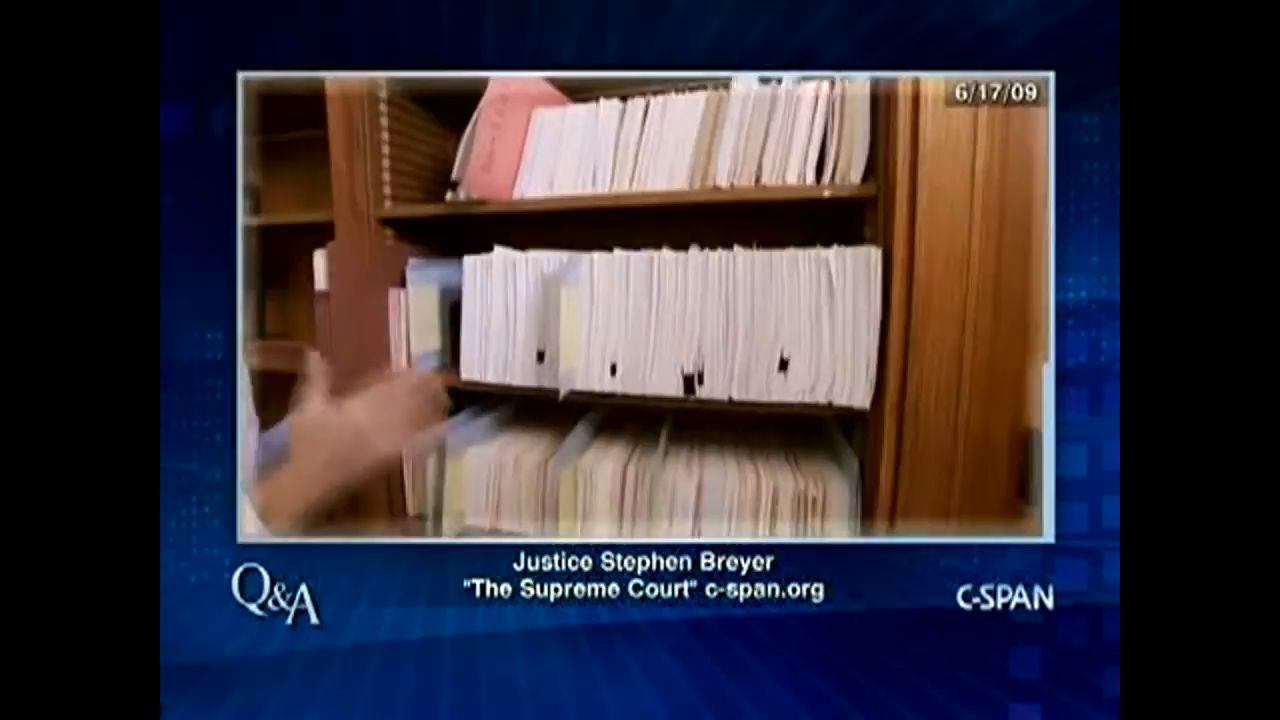 6/17/09
Justice Stephen Breyer
"The Supreme Court" c-span.org
Q&A
C-SPAN